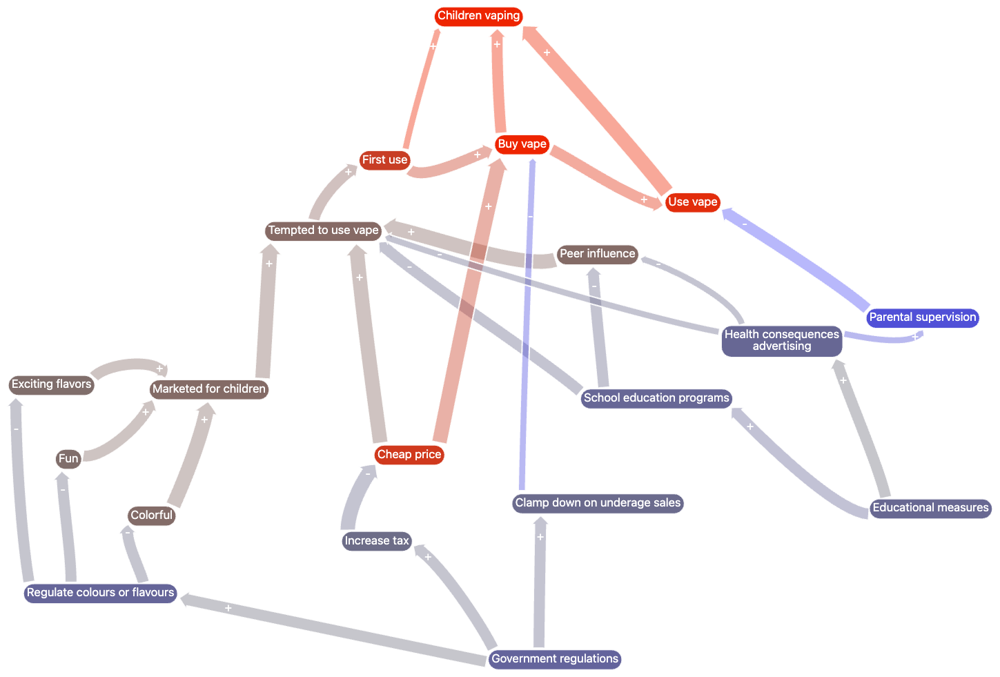 Children vaping
+
+
+
Buy vape
First use
+
+
+
+
Use vape
-
-
Tempted to use vape
+
-
Peer influence
-
-
-
+
+
Parental supervision
Health consequences
advertising
+
Exciting flavors
+
Marketed for children
+
School education programs
+
+
+
-
Fun
-
Cheap price
-
Colorful
-
Clamp down on underage sales
Educational measures
Increase tax
+
+
Regulate colours or flavours
+
Government regulations